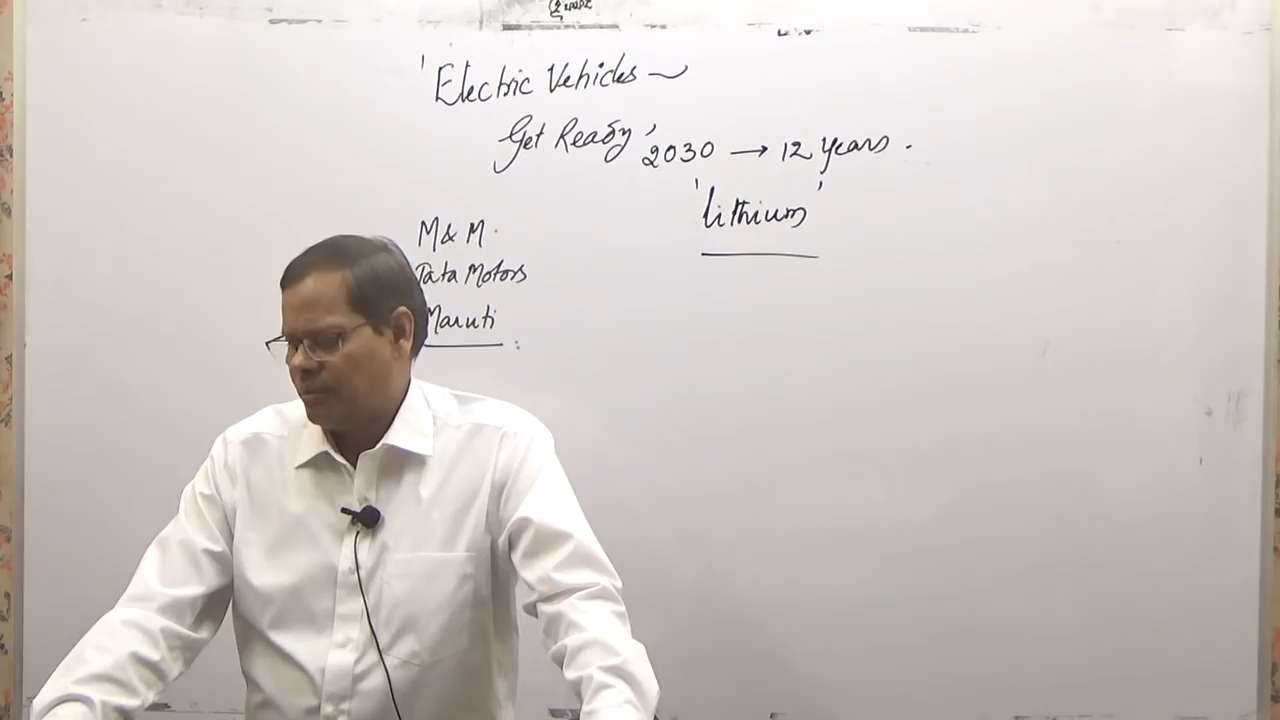 'Electric Vehicles ~
Get Ready' 2030 → 12 years.
'Lithium'
M & M.
Tata Motors
Maruti